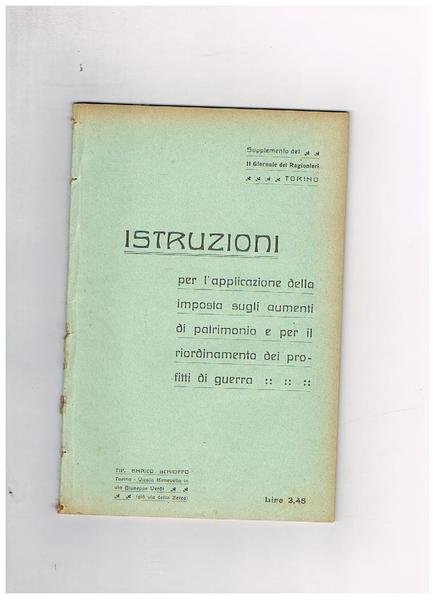 Supplemento del
Il Giornale dei Ragionieri
TORINO
ISTRUZIONI
per l'applicazione della
imposta sugli aumenti
di patrimonio e per il
riordinamento dei pro-
fitti di guerra :: :: ::
TIP. ENRICO SCHIOPPO
Torino - Vicolo Benevello in
via Giuseppe Verdi
(già via della Zecca)
Lire 3,45